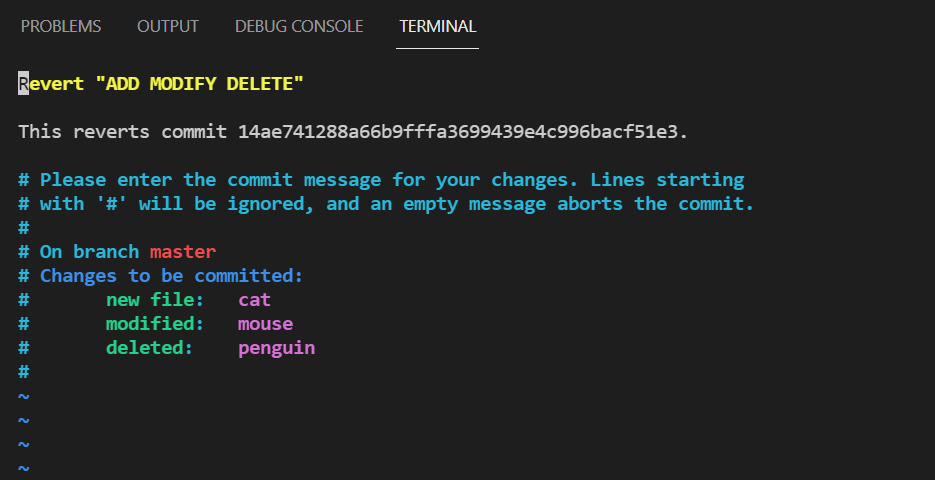 PROBLEMS OUTPUT DEBUG CONSOLE TERMINAL
Revert "ADD MODIFY DELETE"
This reverts commit 14ae741288a66b9fffa3699439e4c996bacf51e3.
# Please enter the commit message for your changes. Lines starting
# with '#' will be ignored, and an empty message aborts the commit.
#
# On branch master
# Changes to be committed:
#       new file:   cat
#       modified:   mouse
#       deleted:    penguin
#
~
~
~
~